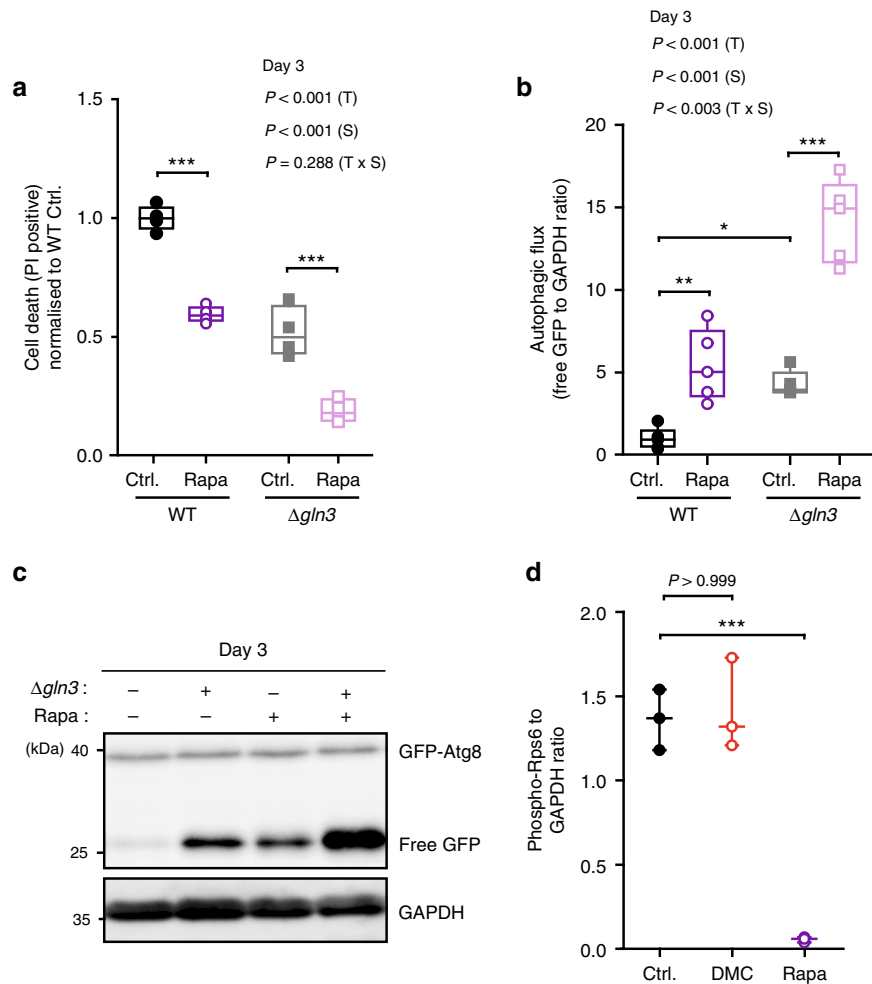 a
Day 3
P < 0.001 (T)
P < 0.001 (S)
P = 0.288 (T x S)
Cell death (PI positive)
normalised to WT Ctrl.
1.5
1.0
0.5
0.0
***
***
Ctrl. Rapa Ctrl. Rapa
WT Δgln3
b
Day 3
P < 0.001 (T)
P < 0.001 (S)
P < 0.003 (T x S)
Autophagic flux
(free GFP to GAPDH ratio)
20
15
10
5
0
***
*
**
Ctrl. Rapa Ctrl. Rapa
WT Δgln3
c
Day 3
Δgln3 : – + – +
Rapa : – – + +
(kDa)
40
25
35
GFP-Atg8
Free GFP
GAPDH
d
P > 0.999
***
Phospho-Rps6 to
GAPDH ratio
2.0
1.5
1.0
0.5
0.0
Ctrl. DMC Rapa